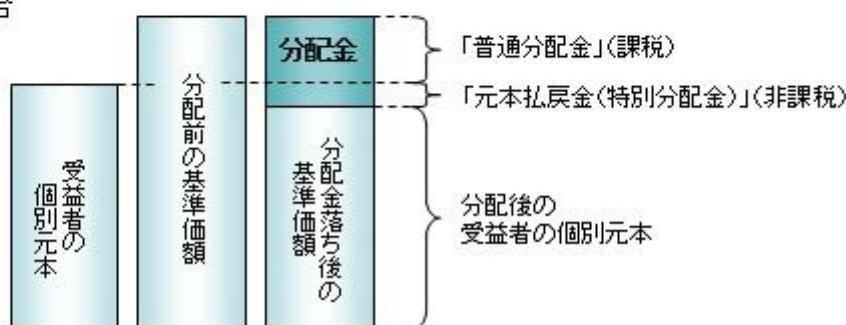 受益者の
個別元本
分配前の基準価額
分配金
分配金落ち後の
基準価額
「普通分配金」(課税)
「元本払戻金(特別分配金)」(非課税)
分配後の
受益者の個別元本